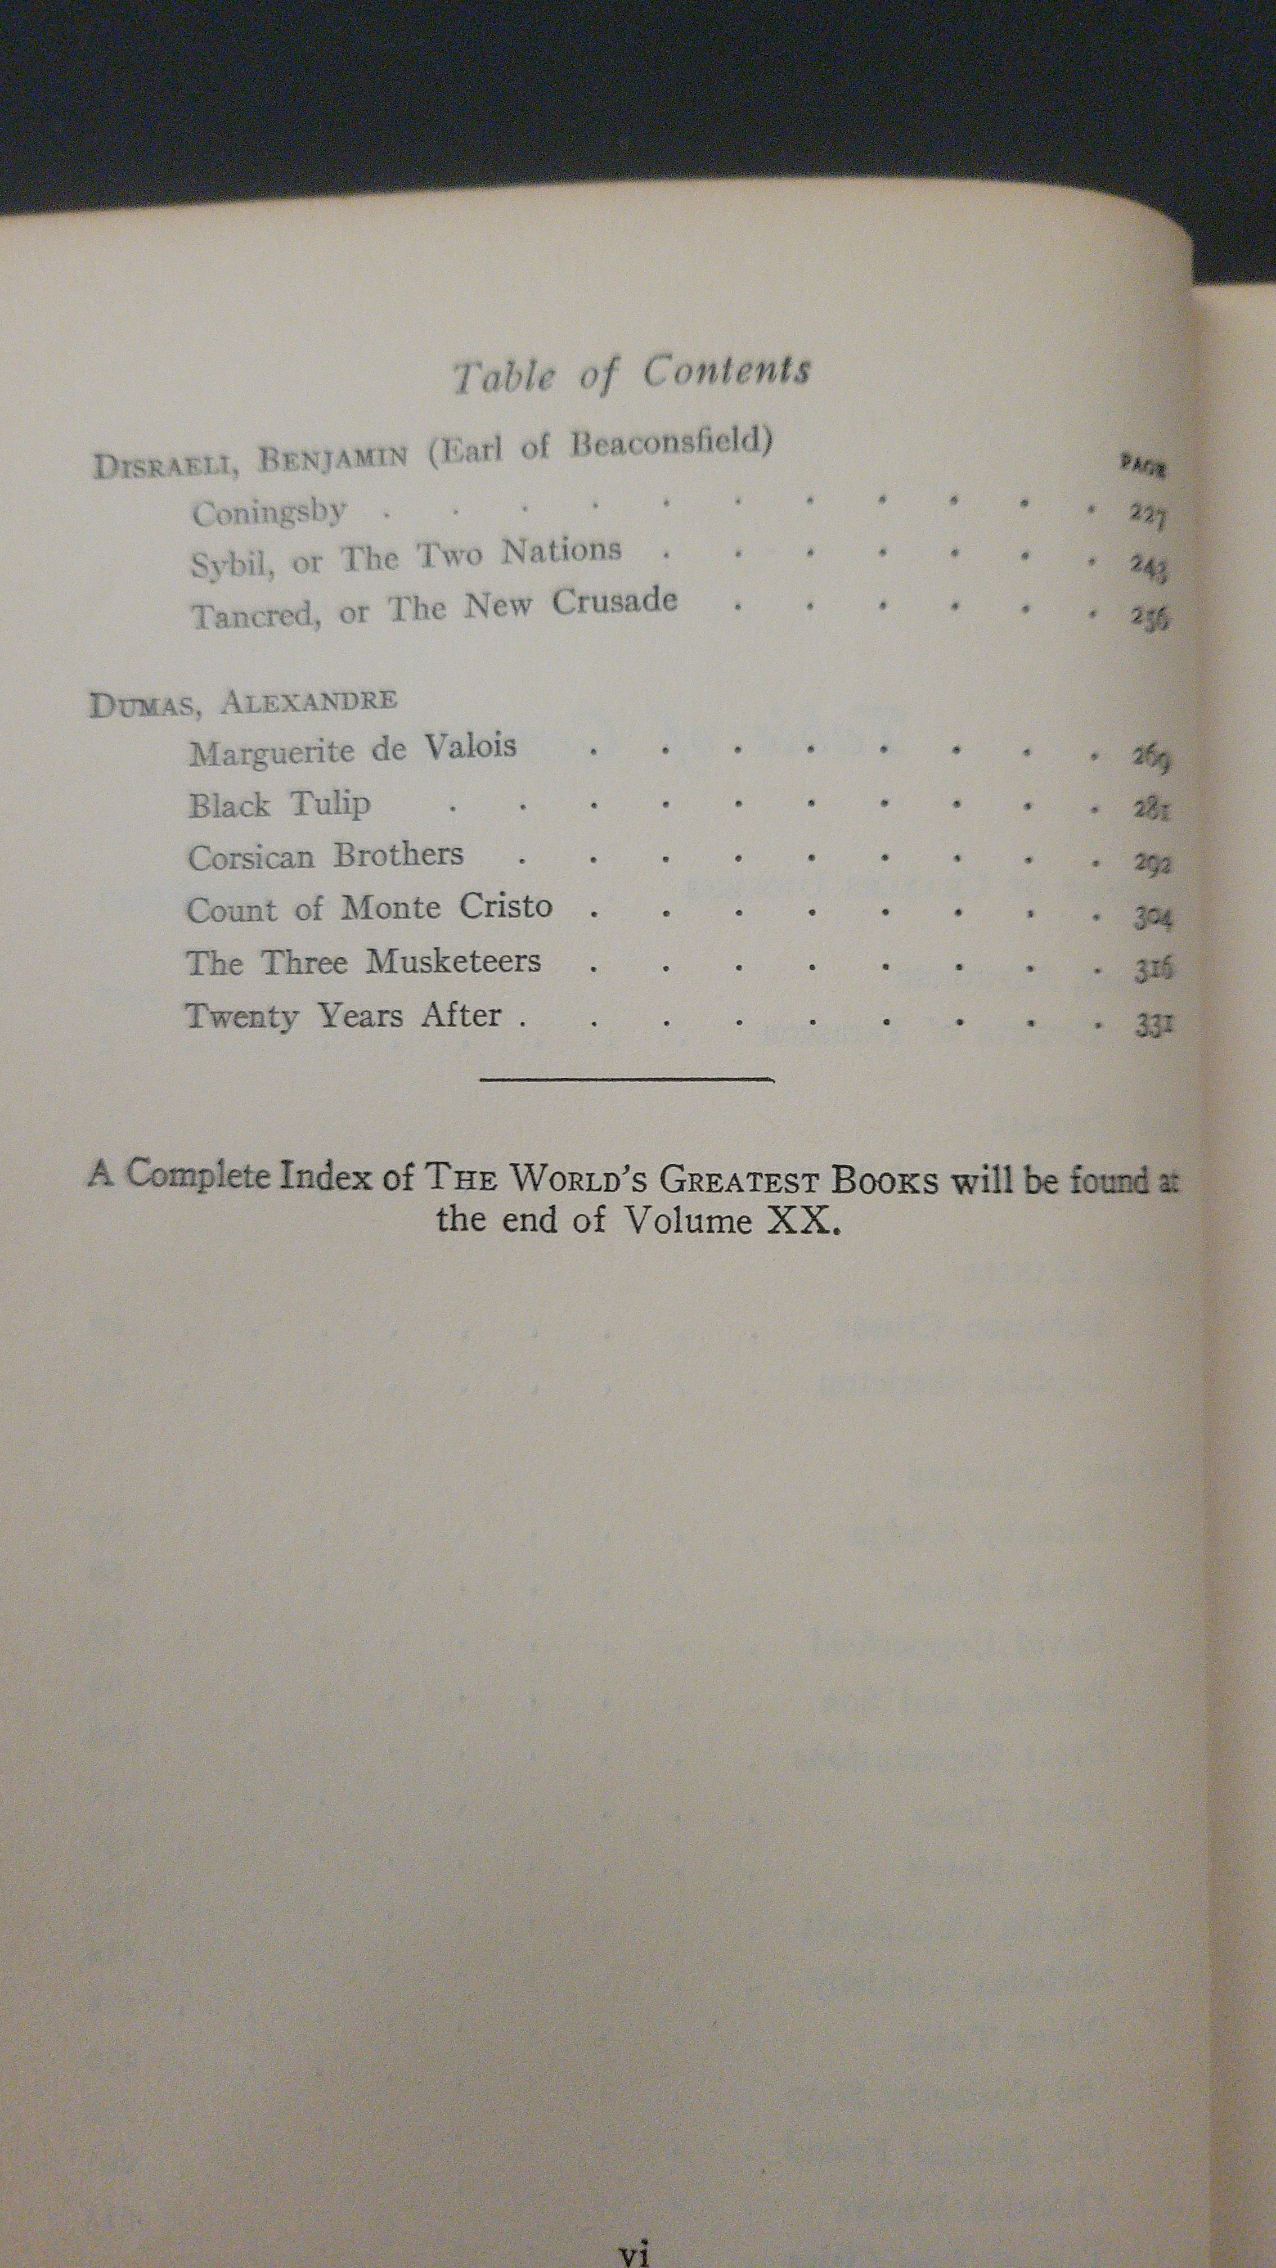 Table of Contents
DISRAELI, BENJAMIN (Earl of Beaconsfield)
PAGE
Coningsby . . . . . . . . . . . 227
Sybil, or The Two Nations . . . . . . . 243
Tancred, or The New Crusade . . . . . . 256
DUMAS, ALEXANDRE
Marguerite de Valois . . . . . . . . 269
Black Tulip . . . . . . . . . . 281
Corsican Brothers . . . . . . . . . 292
Count of Monte Cristo . . . . . . . . 304
The Three Musketeers . . . . . . . . 316
Twenty Years After . . . . . . . . . 331
A Complete Index of THE WORLD'S GREATEST BOOKS will be found at
the end of Volume XX.
vi